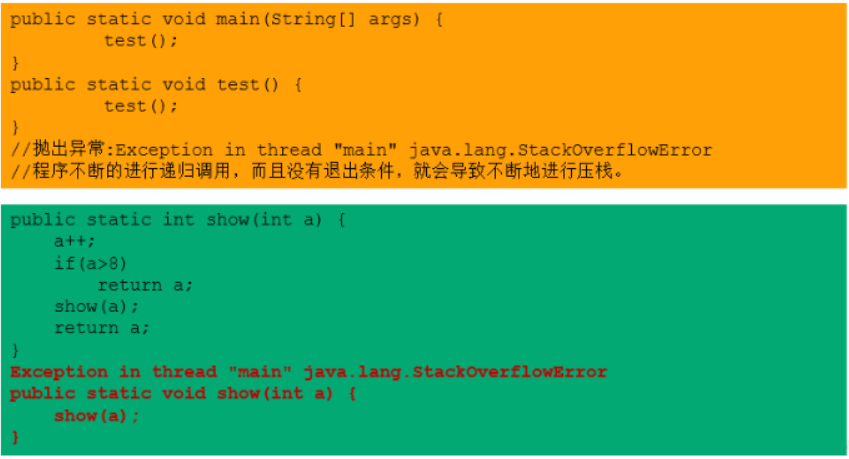 public static void main(String[] args) {
        test();
}
public static void test() {
        test();
}
//抛出异常:Exception in thread "main" java.lang.StackOverflowError
//程序不断的进行递归调用，而且没有退出条件，就会导致不断地进行压栈。
public static int show(int a) {
    a++;
    if(a>8)
        return a;
    show(a);
    return a;
}
Exception in thread "main" java.lang.StackOverflowError
public static void show(int a) {
    show(a);
}